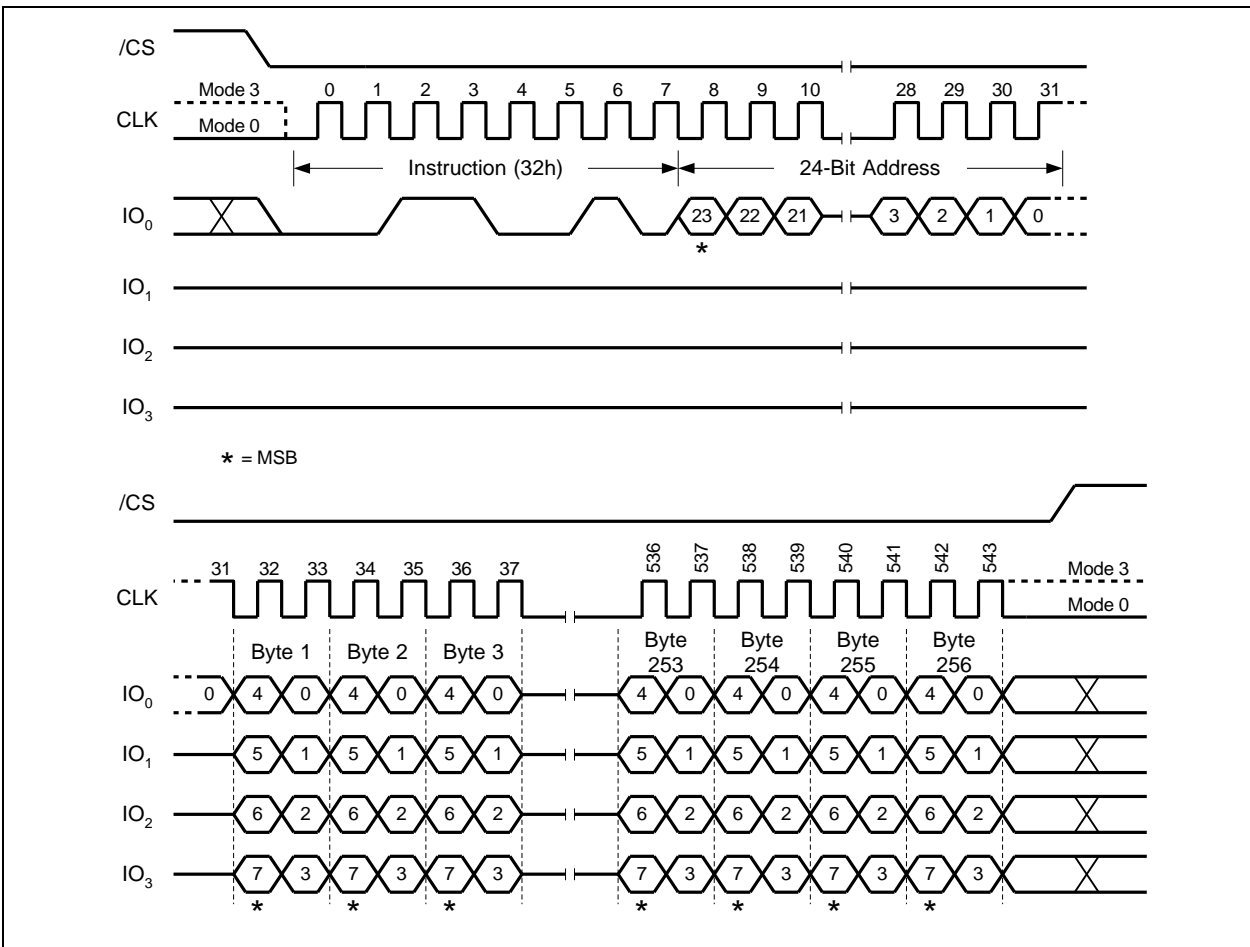 /CS
Mode 3 0 1 2 3 4 5 6 7 8 9 10 28 29 30 31
CLK
Mode 0
Instruction (32h) 24-Bit Address
IO0 23 22 21 3 2 1 0
*
IO1
IO2
IO3
* = MSB
/CS
31 32 33 34 35 36 37 536 537 538 539 540 541 542 543 Mode 3
CLK
Mode 0
Byte 1 Byte 2 Byte 3 Byte 253 Byte 254 Byte 255 Byte 256
IO0 0 4 0 4 0 4 0 4 0 4 0 4 0 4 0
IO1 5 1 5 1 5 1 5 1 5 1 5 1 5 1
IO2 6 2 6 2 6 2 6 2 6 2 6 2 6 2
IO3 7 3 7 3 7 3 7 3 7 3 7 3 7 3
* * * * * * *